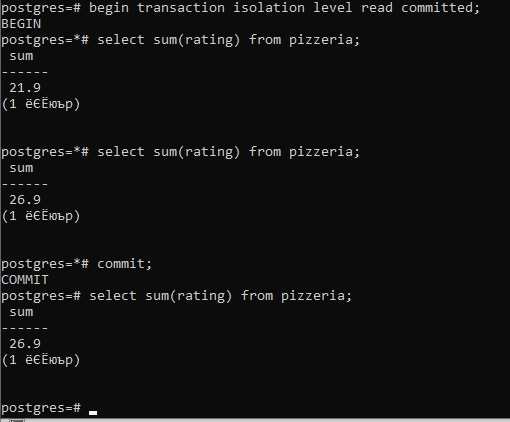 postgres=# begin transaction isolation level read committed;
BEGIN
postgres=*# select sum(rating) from pizzeria;
 sum
------
 21.9
(1 ёЄЁюър)
postgres=*# select sum(rating) from pizzeria;
 sum
------
 26.9
(1 ёЄЁюър)
postgres=*# commit;
COMMIT
postgres=# select sum(rating) from pizzeria;
 sum
------
 26.9
(1 ёЄЁюър)
postgres=#